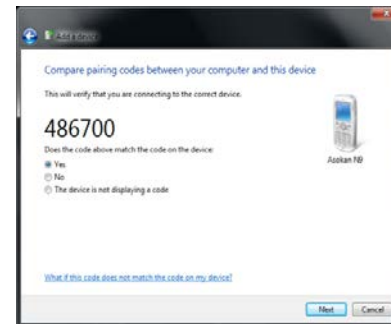 Add a device
Compare pairing codes between your computer and this device
This will verify that you are connecting to the correct device.
486700
Does the code above match the code on the device:
Yes
No
The device is not displaying a code
Asokan N9
What if this code does not match the code on my device?
Next Cancel